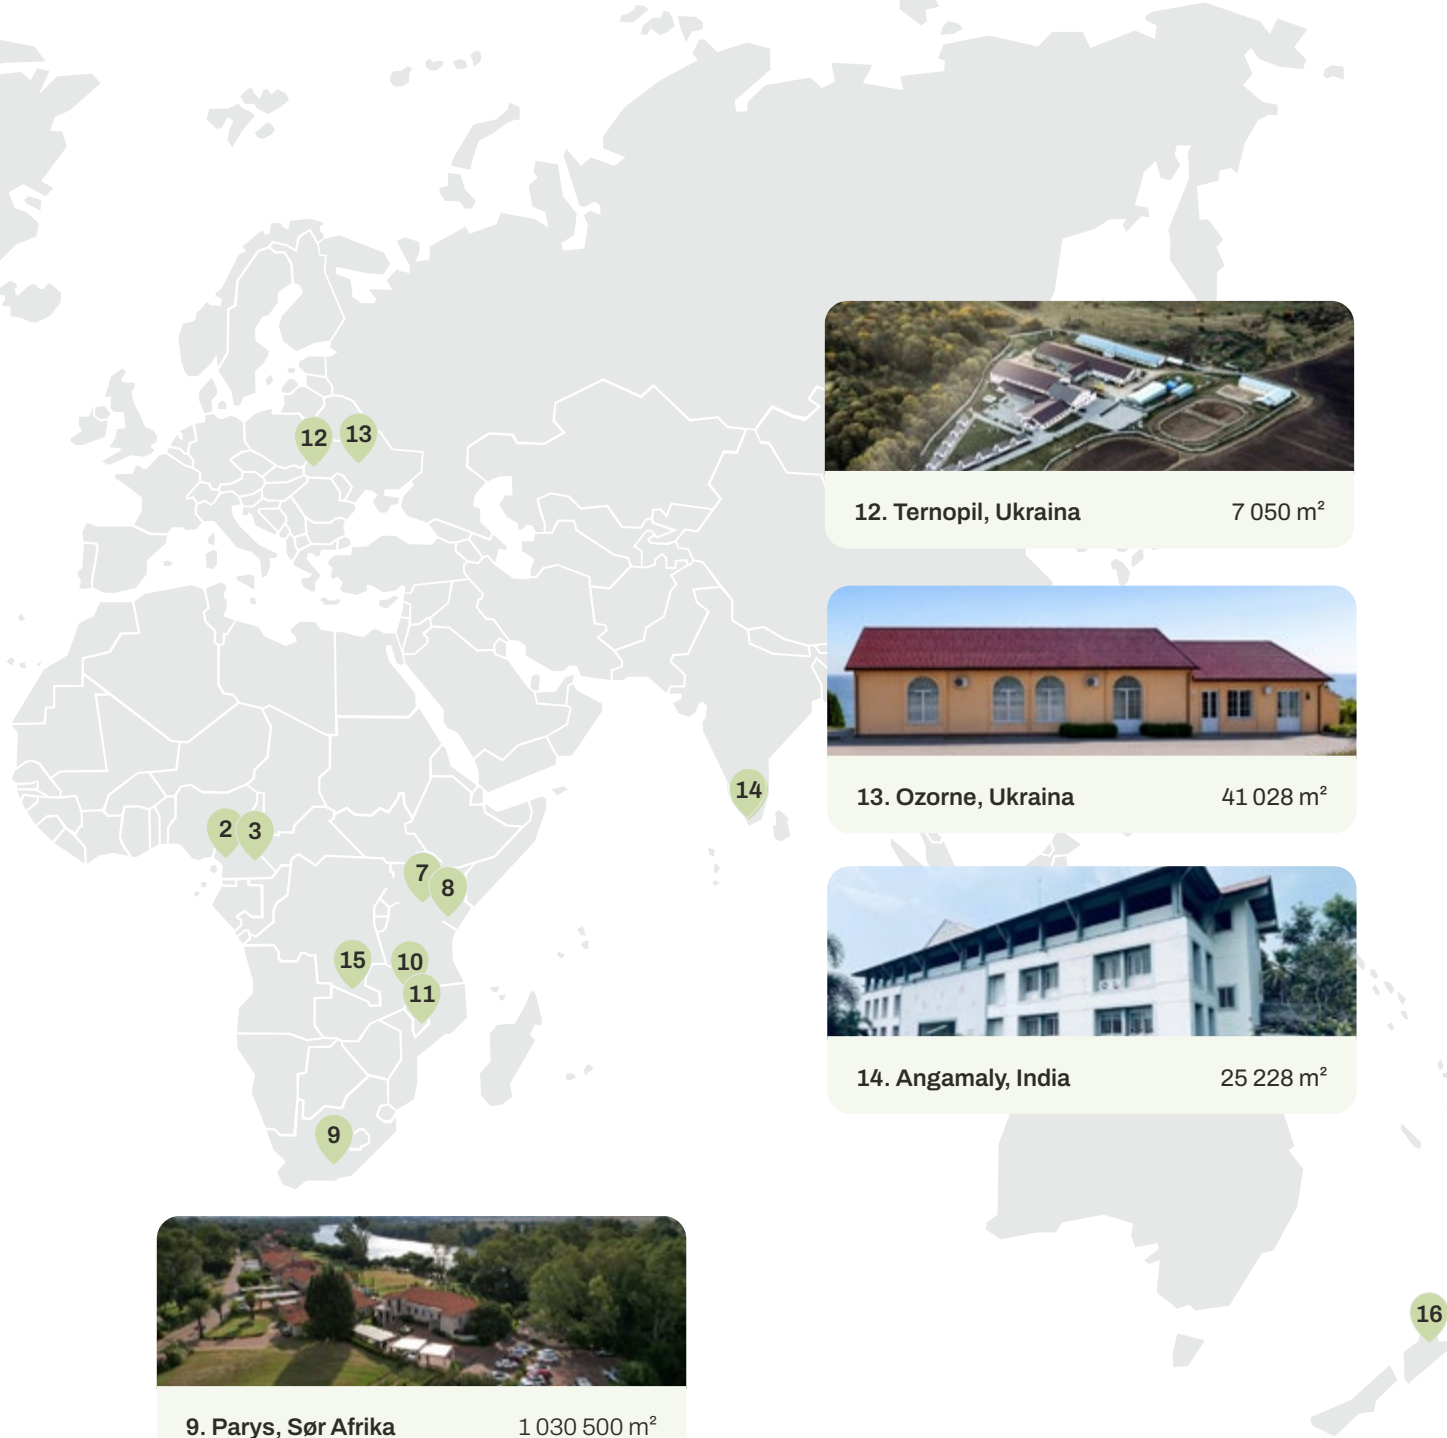 12
13
12. Ternopil, Ukraina
7 050 m²
13. Ozorne, Ukraina
41 028 m²
14
2
3
7
8
15
10
11
14. Angamaly, India
25 228 m²
9
16
9. Parys, Sør Afrika
1 030 500 m²